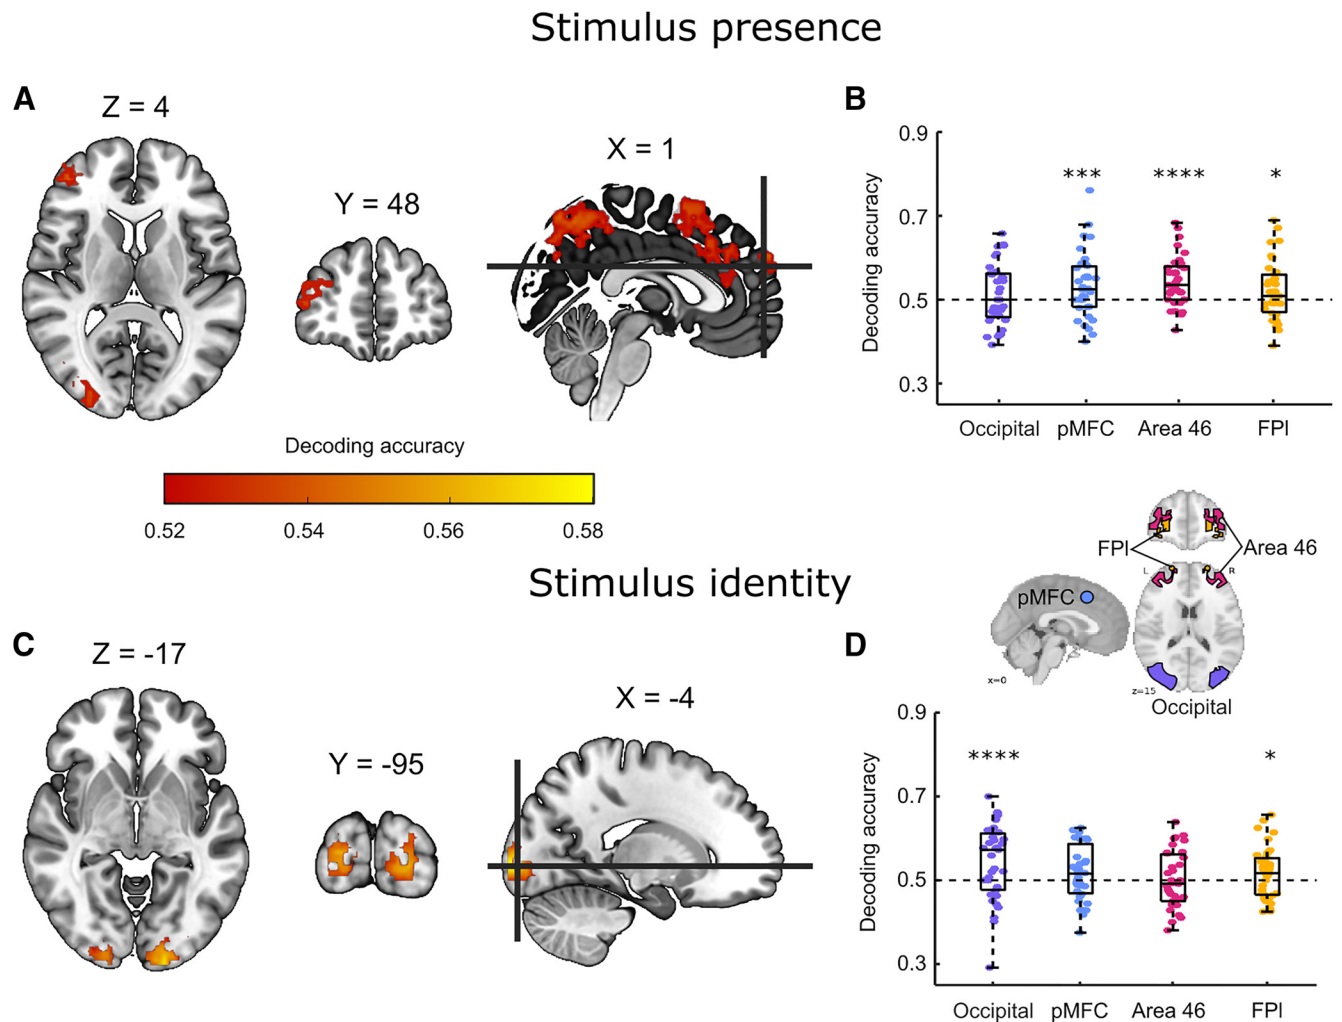 Stimulus presence
A
Z = 4
Y = 48
X = 1
Decoding accuracy
0.52
0.54
0.56
0.58
B
Decoding accuracy
0.9
0.7
0.5
0.3
***
****
*
Occipital
pMFC
Area 46
FPl
FPl
Area 46
L
R
pMFC
x=0
z=15
Occipital
Stimulus identity
C
Z = -17
Y = -95
X = -4
D
Decoding accuracy
0.9
0.7
0.5
0.3
****
*
Occipital
pMFC
Area 46
FPl